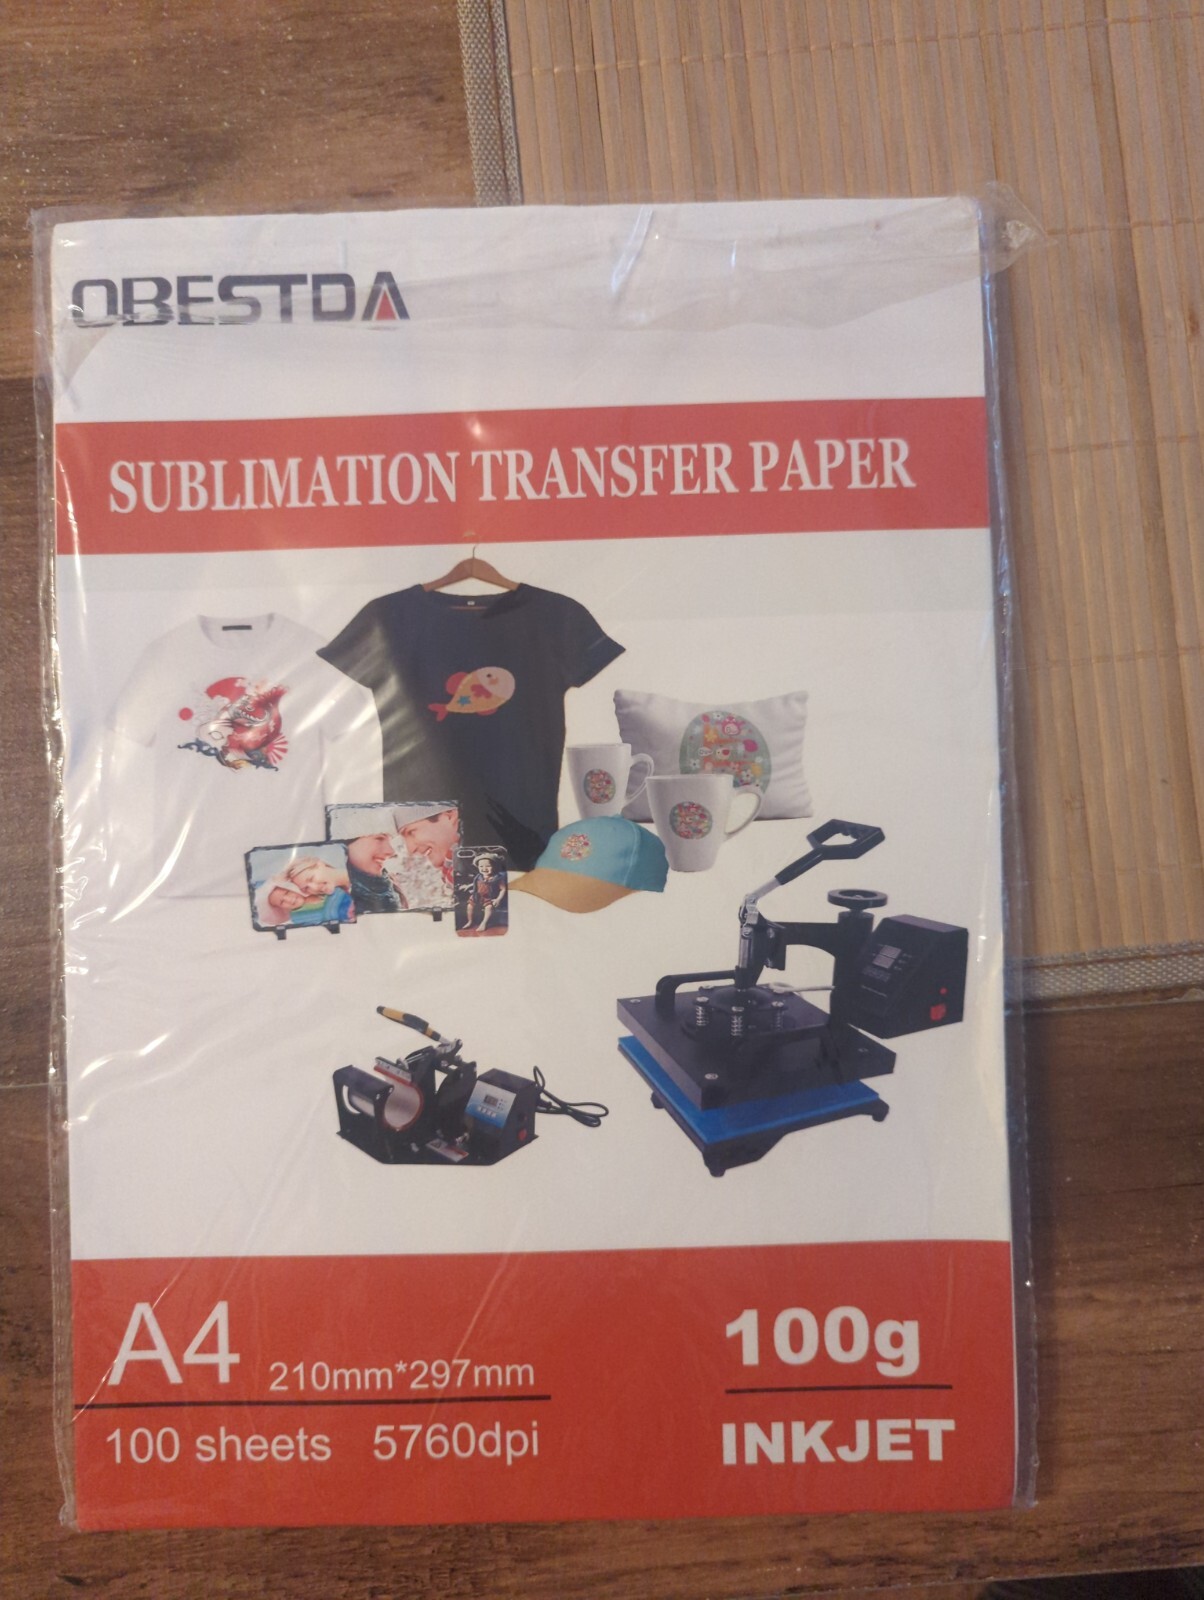 OBESTDA
SUBLIMATION TRANSFER PAPER
A4 210mm*297mm
100 sheets 5760dpi
100g
INKJET